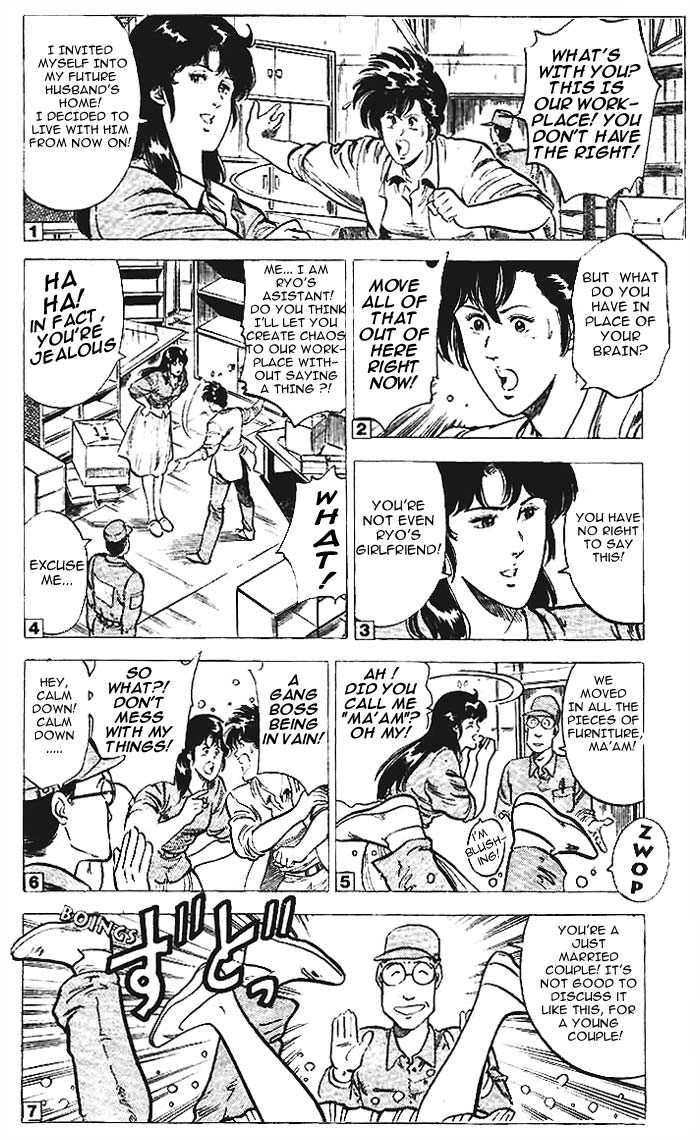 WHAT'S
WITH YOU?
THIS IS
OUR WORK-
PLACE! YOU
DON'T HAVE
THE RIGHT!
I INVITED
MYSELF INTO
MY FUTURE
HUSBAND'S
HOME!
I DECIDED TO
LIVE WITH HIM
FROM NOW ON!
1
BUT WHAT
DO YOU
HAVE IN
PLACE OF
YOUR
BRAIN?
MOVE
ALL OF
THAT
OUT OF
HERE
RIGHT
NOW!
2
YOU HAVE
NO RIGHT
TO SAY
THIS!
YOU'RE
NOT EVEN
RYO'S
GIRLFRIEND!
3
ME... I AM
RYO'S
ASISTANT!
DO YOU THINK
I'LL LET YOU
CREATE CHAOS
TO OUR WORK-
PLACE WITH-
OUT SAYING
A THING ?!
HA
HA!
IN FACT,
YOU'RE
JEALOUS
WHAT!
EXCUSE
ME...
4
WE
MOVED
IN ALL THE
PIECES OF
FURNITURE,
MA'AM!
AH !
DID YOU
CALL ME
"MA'AM"?
OH MY!
I'M
BLUSH-
ING!
ZWOP
5
A
GANG
BOSS
BEING
IN VAIN!
SO
WHAT?!
DON'T
MESS
WITH MY
THINGS!
HEY,
CALM
DOWN!
CALM
DOWN
.....
6
YOU'RE A
JUST
MARRIED
COUPLE! IT'S
NOT GOOD TO
DISCUSS IT
LIKE THIS, FOR
A YOUNG
COUPLE!
BOINGS
ずどっ
7